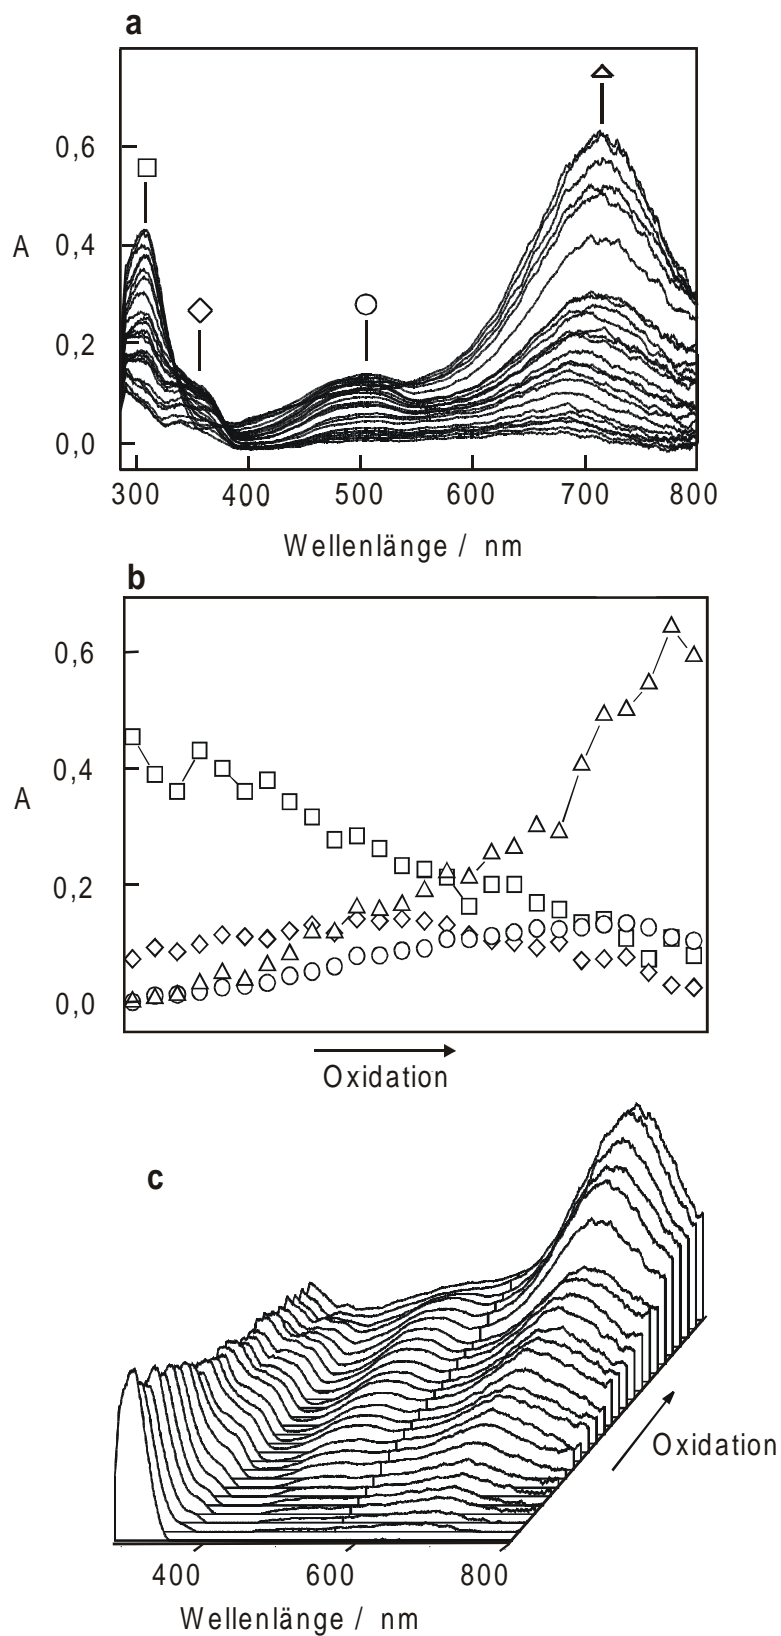 a
0,6
A
0,4
0,2
0,0
300 400 500 600 700 800
Wellenlänge / nm
b
0,6
0,4
A
0,2
0,0
Oxidation
c
Oxidation
400 600 800
Wellenlänge / nm